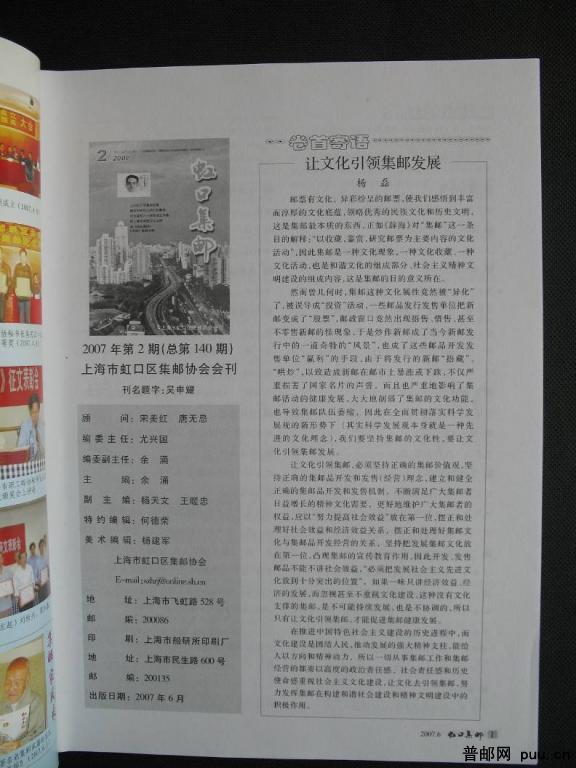 2
2007
虹口集邮
2007年第2期(总第140期)
上海市虹口区集邮协会会刊
刊名题字:吴申耀
编委主任:尤兴国
编委副主任:余涌
主编:余涌
副主编:杨天文 王暖忠
特约编辑:何德荣
美术编辑:杨建军
上海市虹口区集邮协会
地址:上海市飞虹路528号
邮编:200086
印刷:上海市船研所印刷厂
地址:上海市民生路600号
邮编:200135
出版日期:2007年6月
卷首寄语
让文化引领集邮发展
杨磊
邮票有文化。异彩纷呈的邮票,使我们感悟到丰富
而淳厚的文化底蕴,领略优秀的民族文化和历史文明,
这是集邮最本质的东西。正如《辞海》对“集邮”这一条
目的解释:“以收藏、鉴赏、研究邮票为主要内容的文化
活动”。因此集邮是一种文化现象,一种文化收藏、一种
文化活动,也是和谐文化的组成部分、社会主义精神文
明建设的组成内容,这是集邮的目的意义所在。
然而曾几何时,集邮这种文化属性竟然被“异化”
了,被误导成“投资”活动,一些邮品发行发售单位把新
邮变成了“股票”,邮政窗口竟然出现搭售、惜售、甚至
不零售新邮的怪现象,于是炒作新邮成了当今新邮发
行中的一道奇特的“风景”,也成了这些邮品开发发
售单位“赢利”的手段。由于将发行的新邮“搭藏”、
“哄炒”,以致造成新邮在邮市上暴涨或下跌,不仅严
重损害了国家名片的声誉,而且也严重地影响了集
邮活动的健康发展,大大地削弱了集邮的文化功能,
也导致集邮队伍萎缩。因此在全面贯彻落实科学发
展观的新形势下(其实科学发展观本身就是一种先
进的文化理念),我们要坚持集邮的文化性,要让文
化引领集邮发展。
让文化引领集邮,必须坚持正确的集邮价值观,坚
持正确的集邮品开发和发售(经营)理念,建立和健全
正确的集邮品开发和发售机制,不断满足广大集邮者
日益增长的精神文化需要。更好地维护广大集邮者的
权益,应以“努力提高社会效益”放在第一位,摆正和处
理好社会效益和经济效益关系。摆正和处理好集邮文
化与集邮品开发经营的关系,坚持把发展集邮文化放
在第一位,凸现集邮的宣传教育作用。因此开发、发售
邮品不能不讲社会效益,“必须把发展社会主义先进文
化放到十分突出的位置”。如果一味只讲经济效益、经
济的发展,而忽视甚至不重视文化建设,这种没有文化
支撑的集邮,是不可能持续发展,也是不协调的,所以
只有让文化引领集邮,才能促进集邮健康发展。
在推进中国特色社会主义建设的历史进程中,而
文化建设是团结人民,推动发展的强大精神支柱,能给
人以方向和精神动力。所以一切从事集邮工作和集邮
经营的都要以高度的政治责任感、社会责任感和历史
使命感重视社会主义文化建设,让文化去引领集邮,努
力发挥集邮在构建和谐社会建设和精神文明建设中的
积极作用。
2007.6 虹口集邮 1
普邮网 puu.cn